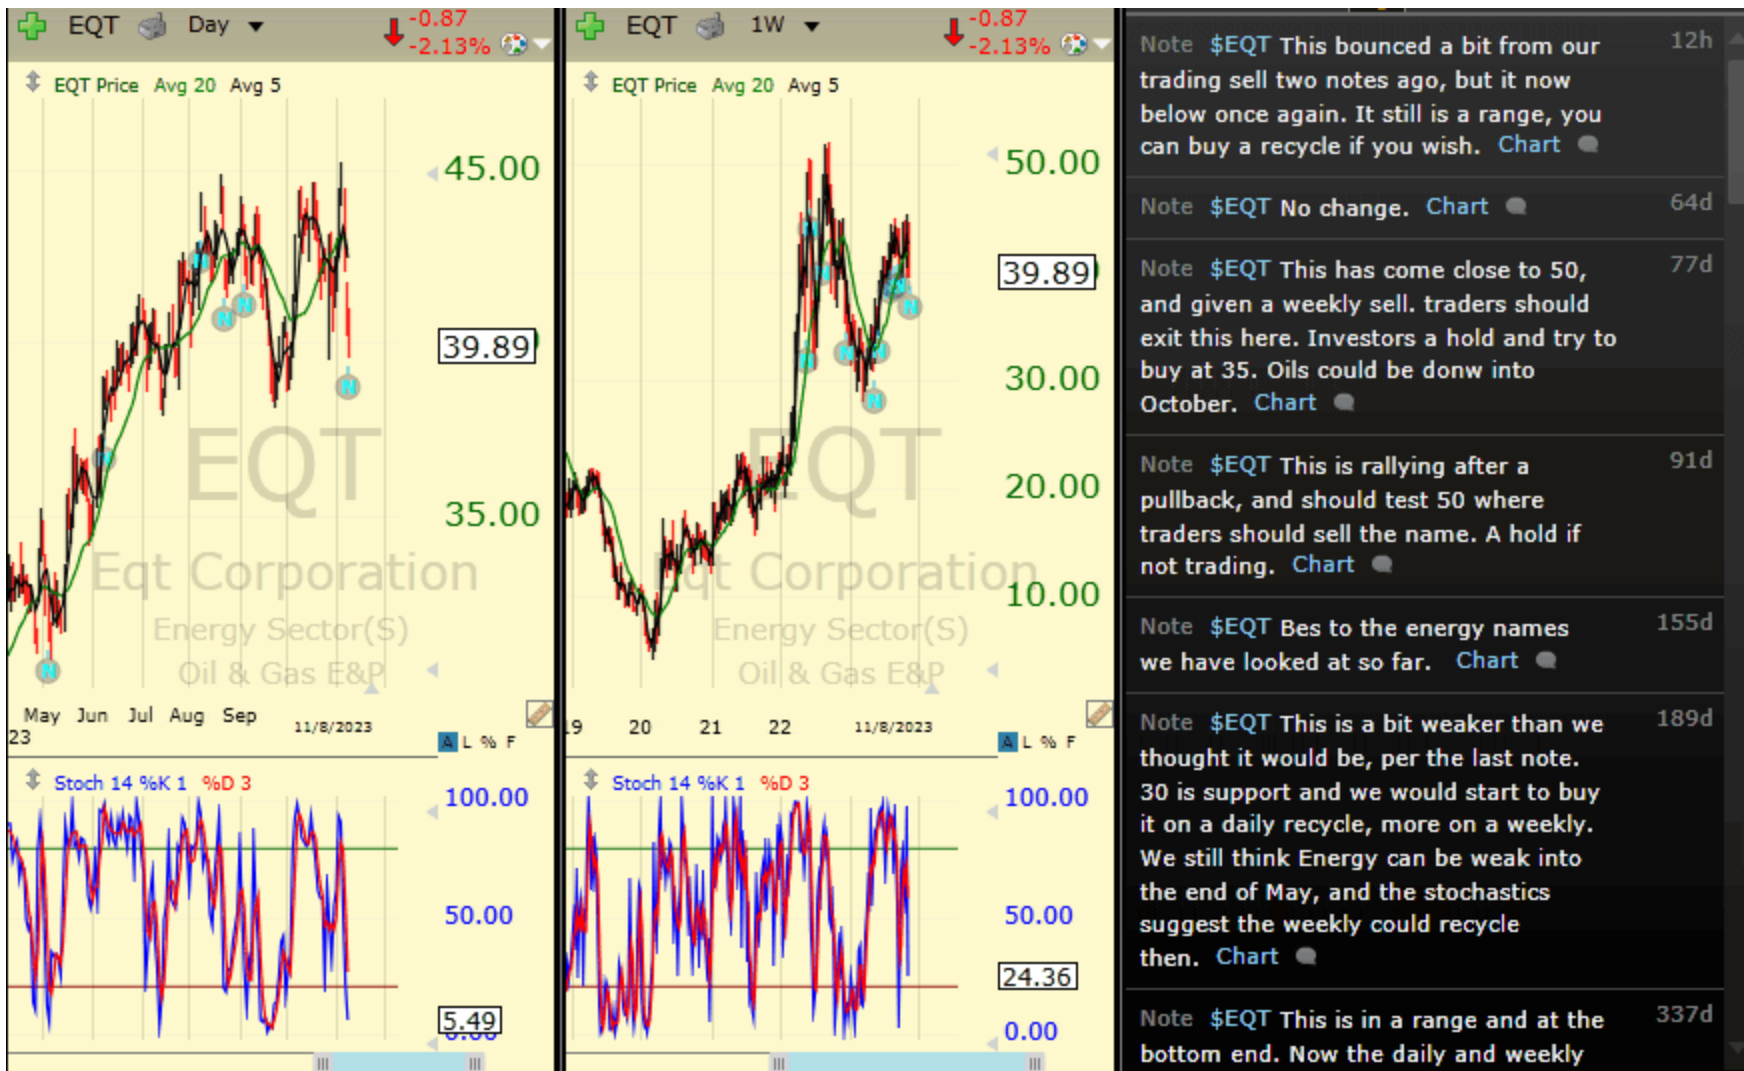 EQT Day -0.87
-2.13%
EQT Price Avg 20 Avg 5
45.00
39.89
35.00
EQT
Eqt Corporation
Energy Sector(S)
Oil & Gas E&P
N
N
N
N
N
N
May Jun Jul Aug Sep 11/8/2023
23
A L % F
Stoch 14 %K 1 %D 3
100.00
50.00
5.49
0.00
EQT 1W -0.87
-2.13%
EQT Price Avg 20 Avg 5
50.00
39.89
30.00
20.00
10.00
EQT
Eqt Corporation
Energy Sector(S)
Oil & Gas E&P
N
N
N
N
N
N
N
N
19 20 21 22 11/8/2023
A L % F
Stoch 14 %K 1 %D 3
100.00
50.00
24.36
0.00
Note $EQT This bounced a bit from our 12h
trading sell two notes ago, but it now
below once again. It still is a range, you
can buy a recycle if you wish. Chart
Note $EQT No change. Chart 64d
Note $EQT This has come close to 50, 77d
and given a weekly sell. traders should
exit this here. Investors a hold and try to
buy at 35. Oils could be donw into
October. Chart
Note $EQT This is rallying after a 91d
pullback, and should test 50 where
traders should sell the name. A hold if
not trading. Chart
Note $EQT Bes to the energy names 155d
we have looked at so far. Chart
Note $EQT This is a bit weaker than we 189d
thought it would be, per the last note.
30 is support and we would start to buy
it on a daily recycle, more on a weekly.
We still think Energy can be weak into
the end of May, and the stochastics
suggest the weekly could recycle
then. Chart
Note $EQT This is in a range and at the 337d
bottom end. Now the daily and weekly